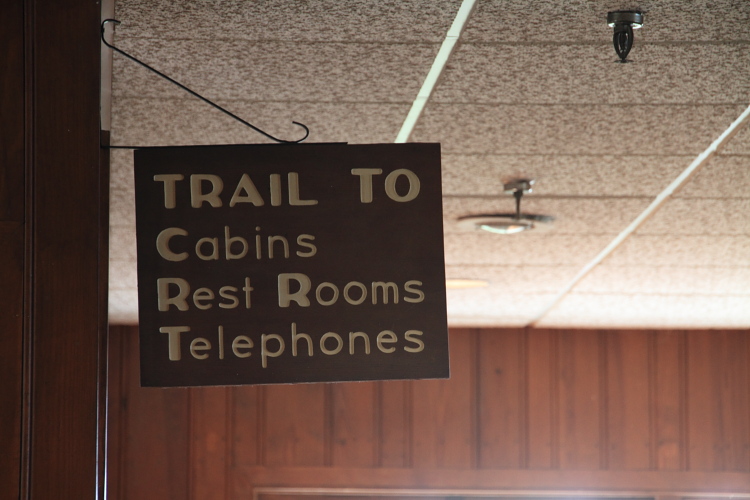 TRAIL TO
Cabins
Rest Rooms
Telephones